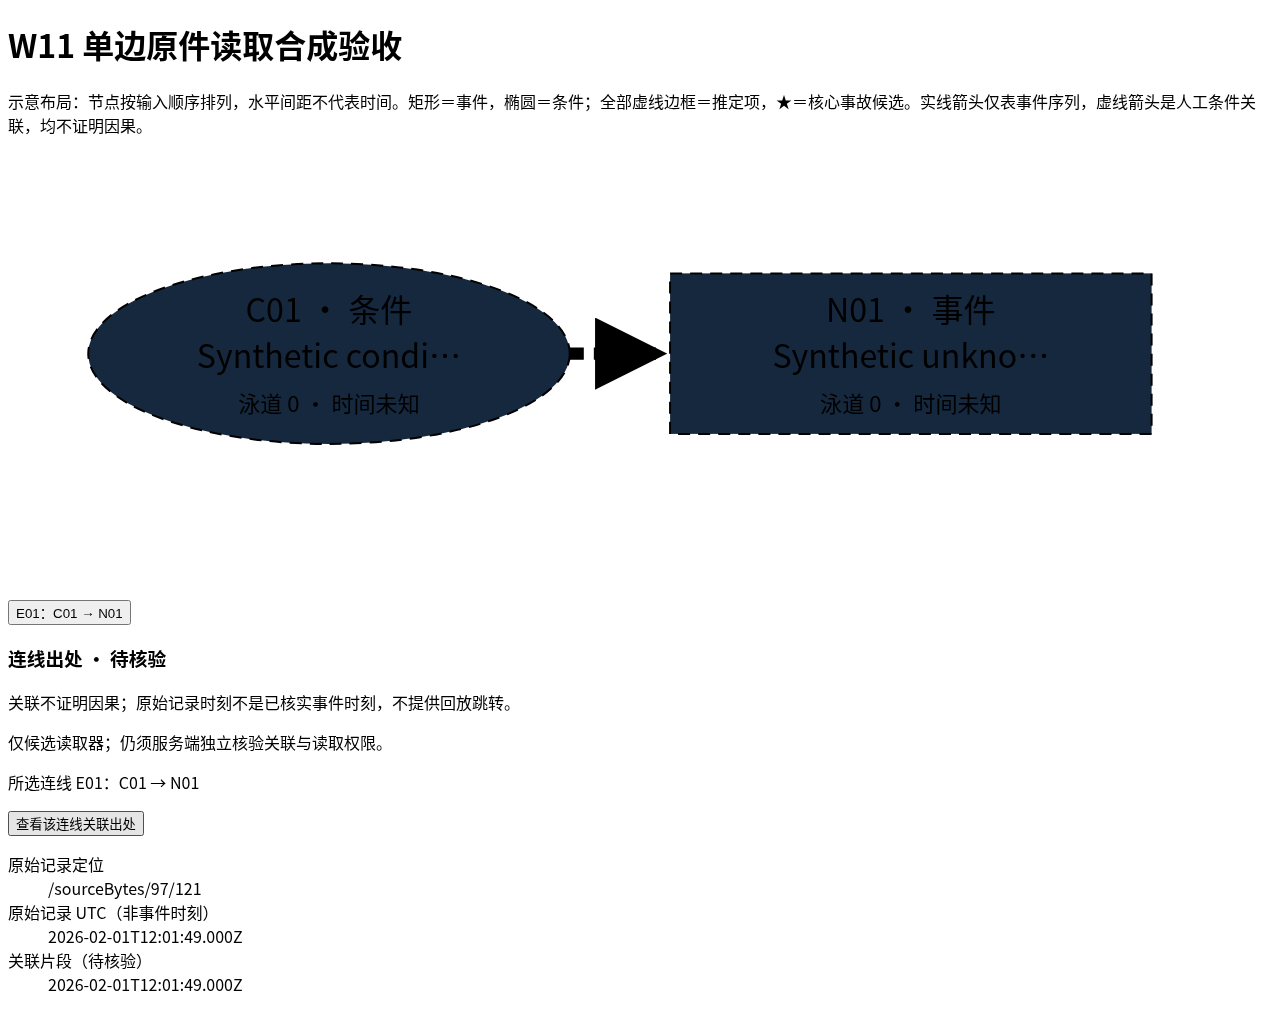 W11 单边原件读取合成验收
示意布局：节点按输入顺序排列，水平间距不代表时间。矩形＝事件，椭圆＝条件；全部虚线边框＝推定项，★＝核心事故候选。实线箭头仅表事件序列，虚线箭头是人工条件关
联，均不证明因果。
C01 · 条件
Synthetic condi…
泳道 0 · 时间未知
N01 · 事件
Synthetic unkno…
泳道 0 · 时间未知
E01：C01 → N01
连线出处 · 待核验
关联不证明因果；原始记录时刻不是已核实事件时刻，不提供回放跳转。
仅候选读取器；仍须服务端独立核验关联与读取权限。
所选连线 E01：C01 → N01
查看该连线关联出处
原始记录定位
/sourceBytes/97/121
原始记录 UTC（非事件时刻）
2026-02-01T12:01:49.000Z
关联片段（待核验）
2026-02-01T12:01:49.000Z